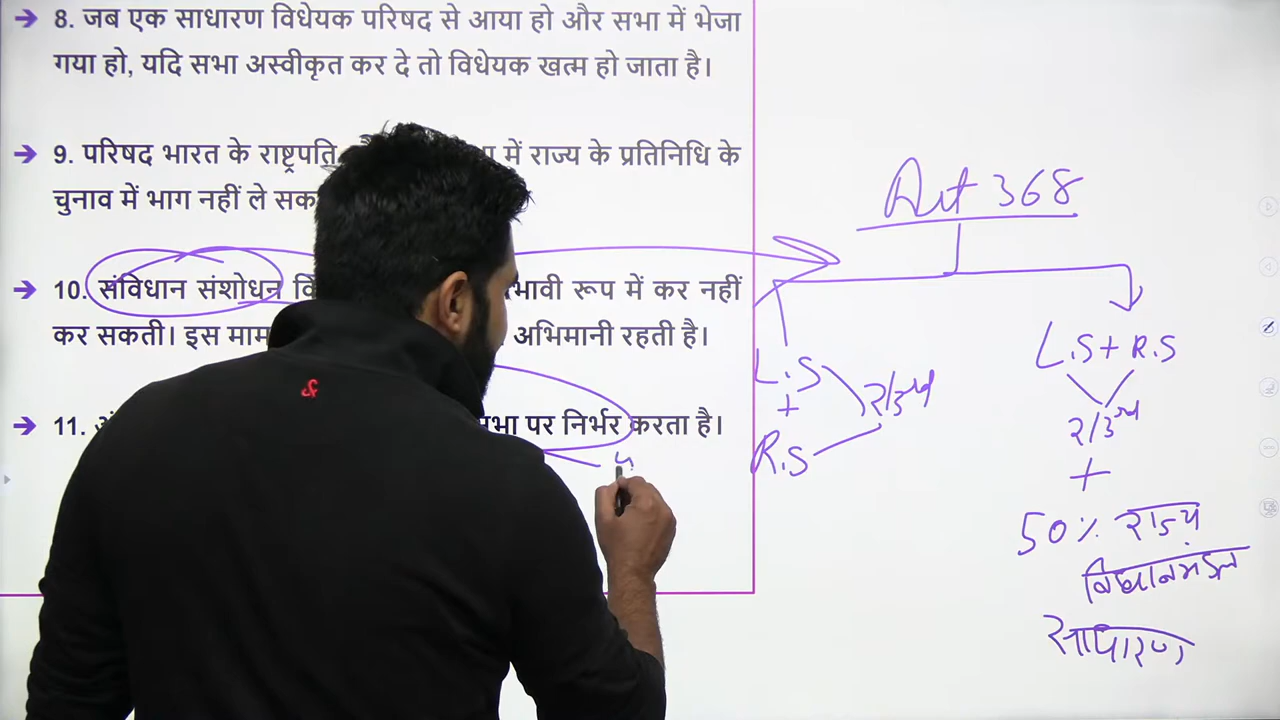 8. जब एक साधारण विधेयक परिषद से आया हो और सभा में भेजा
गया हो, यदि सभा अस्वीकृत कर दे तो विधेयक खत्म हो जाता है।
9. परिषद भारत के राष्ट्रपति में राज्य के प्रतिनिधि के
चुनाव में भाग नहीं ले
10. संविधान संशोधन रूप में कर नहीं
कर सकती। इस अभिमानी रहती है।
11. पर निर्भर करता है।
Art 368
L.S
+
R.S
2/3rd
L.S + R.S
2/3rd
+
50% राज्य
विधानमंडल
साधारण